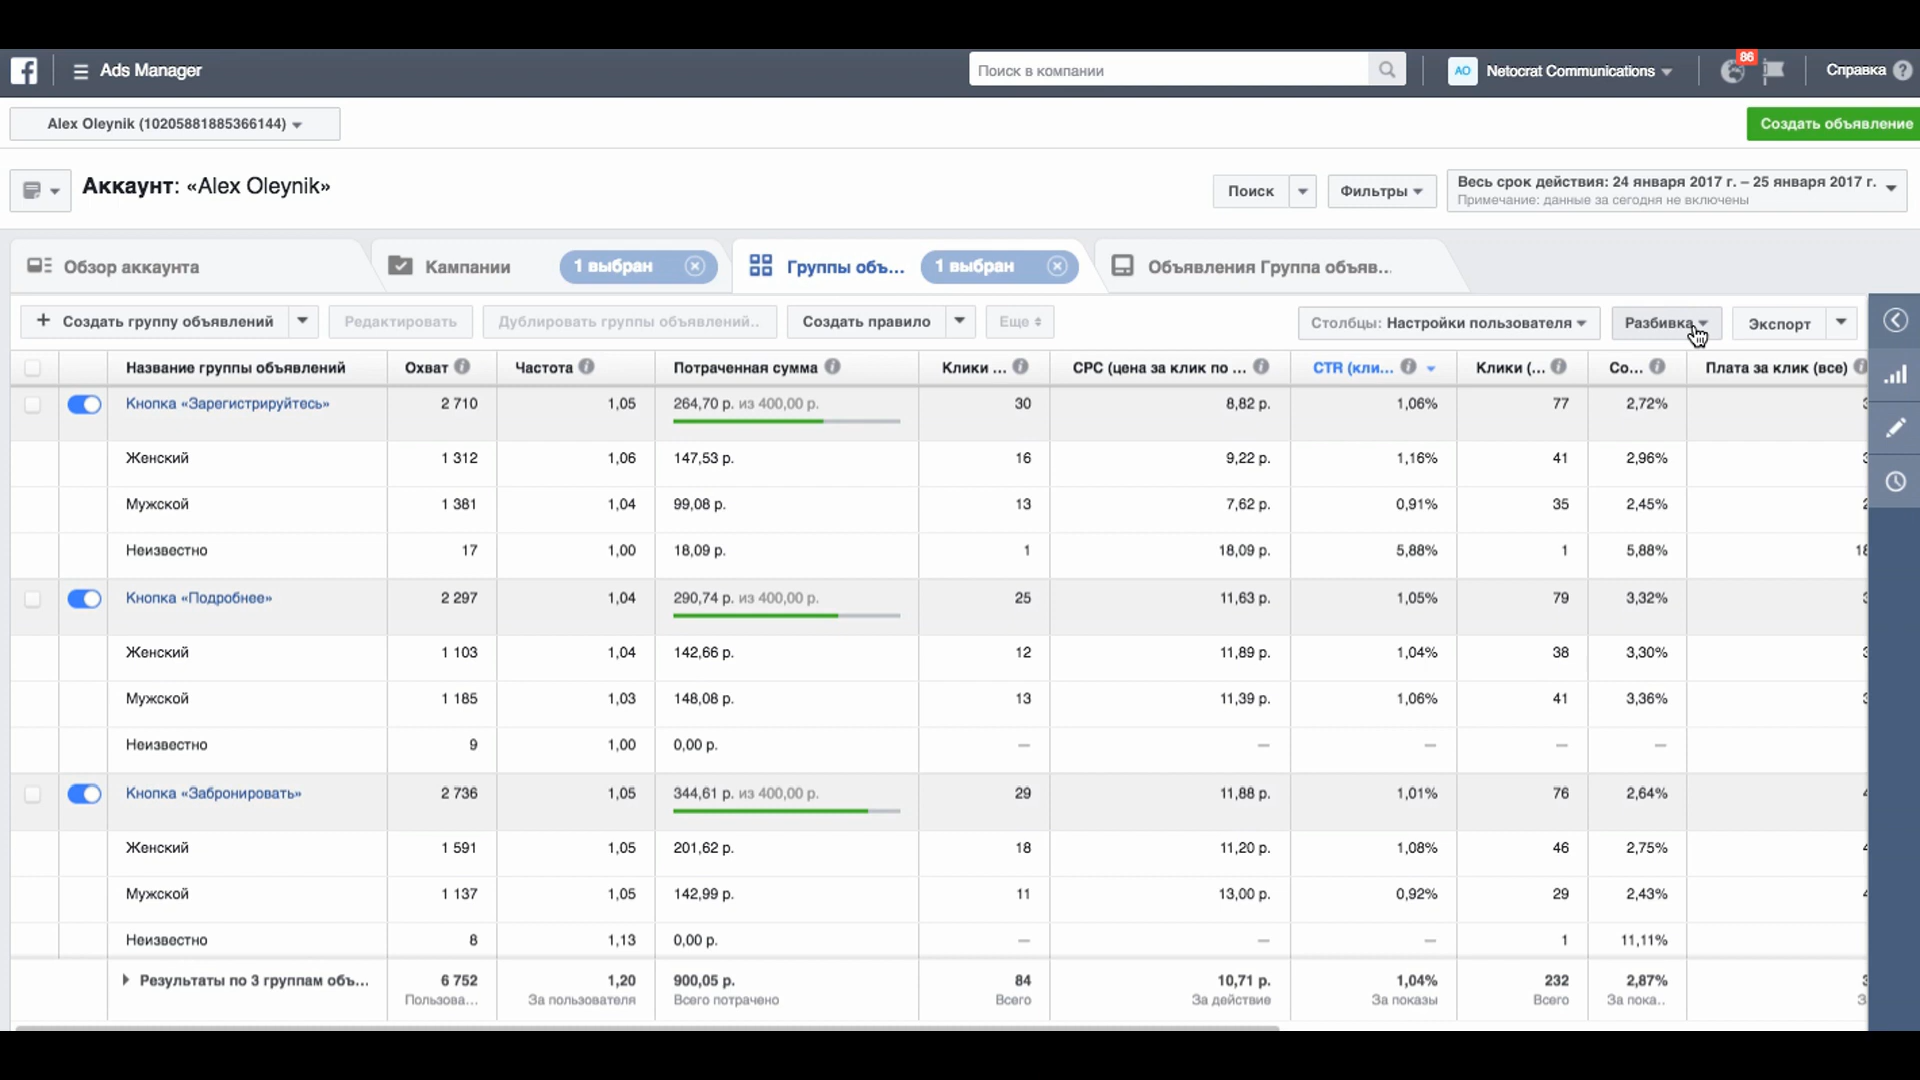 Ads Manager
Поиск в компании
AO Netocrat Communications
86
Справка
Alex Oleynik (10205881885366144)
Создать объявление
Аккаунт: «Alex Oleynik»
Поиск Фильтры
Весь срок действия: 24 января 2017 г. – 25 января 2017 г.
Примечание: данные за сегодня не включены
Обзор аккаунта Кампании 1 выбран Группы объ... 1 выбран Объявления Группа объяв...
+ Создать группу объявлений Редактировать Дублировать группы объявлений.. Создать правило Еще Столбцы: Настройки пользователя Разбивка Экспорт
Название группы объявлений Охват Частота Потраченная сумма Клики ... CPC (цена за клик по ... CTR (кли... Клики (... Со... Плата за клик (все)
Кнопка «Зарегистрируйтесь» 2 710 1,05 264,70 р. из 400,00 р. 30 8,82 р. 1,06% 77 2,72%
Женский 1 312 1,06 147,53 р. 16 9,22 р. 1,16% 41 2,96%
Мужской 1 381 1,04 99,08 р. 13 7,62 р. 0,91% 35 2,45%
Неизвестно 17 1,00 18,09 р. 1 18,09 р. 5,88% 1 5,88% 18
Кнопка «Подробнее» 2 297 1,04 290,74 р. из 400,00 р. 25 11,63 р. 1,05% 79 3,32%
Женский 1 103 1,04 142,66 р. 12 11,89 р. 1,04% 38 3,30%
Мужской 1 185 1,03 148,08 р. 13 11,39 р. 1,06% 41 3,36%
Неизвестно 9 1,00 0,00 р. — — — — —
Кнопка «Забронировать» 2 736 1,05 344,61 р. из 400,00 р. 29 11,88 р. 1,01% 76 2,64%
Женский 1 591 1,05 201,62 р. 18 11,20 р. 1,08% 46 2,75%
Мужской 1 137 1,05 142,99 р. 11 13,00 р. 0,92% 29 2,43%
Неизвестно 8 1,13 0,00 р. — — — 1 11,11%
Результаты по 3 группам объ... 6 752 1,20 900,05 р. 84 10,71 р. 1,04% 232 2,87%
Пользова... За пользователя Всего потрачено Всего За действие За показы Всего За пока..